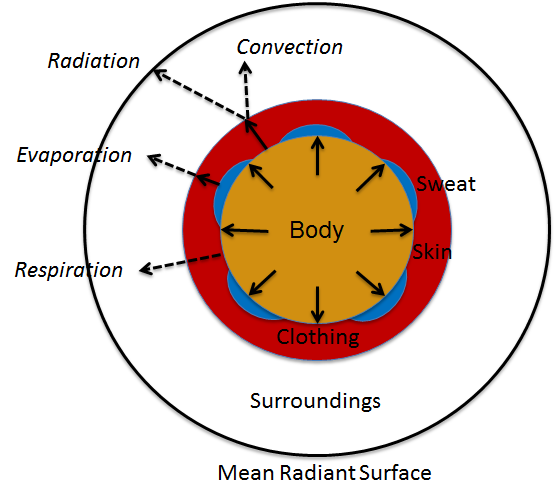 Convection
Radiation
Evaporation
Sweat
Body
Skin
Respiration
Clothing
Surroundings
Mean Radiant Surface